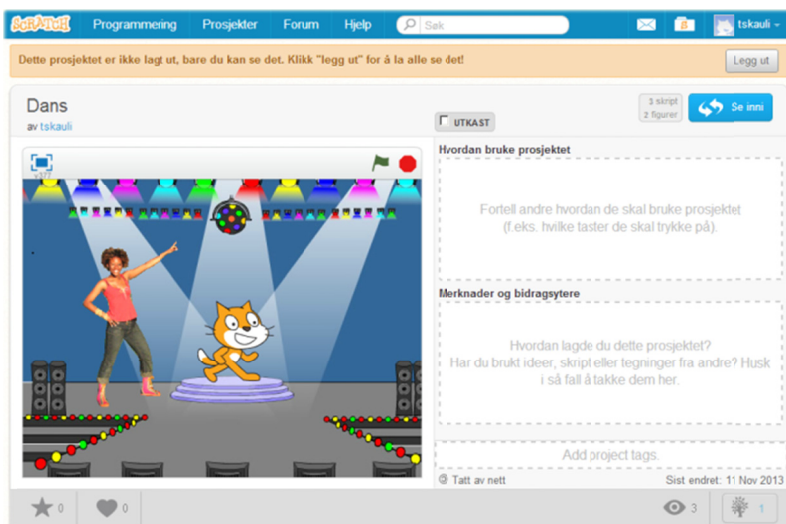 SCRATCH Programmering Prosjekter Forum Hjelp Søk tskauli
Dette prosjektet er ikke lagt ut, bare du kan se det. Klikk "legg ut" for å la alle se det!
Legg ut
Dans
av tskauli
UTKAST
3 skript
2 figurer
Se inni
v377
Hvordan bruke prosjektet
Fortell andre hvordan de skal bruke prosjektet
(f.eks. hvilke taster de skal trykke på).
Merknader og bidragsytere
Hvordan lagde du dette prosjektet?
Har du brukt ideer, skript eller tegninger fra andre? Husk
i så fall å takke dem her.
Add project tags.
Tatt av nett
Sist endret: 11 Nov 2013
0 0 3 1